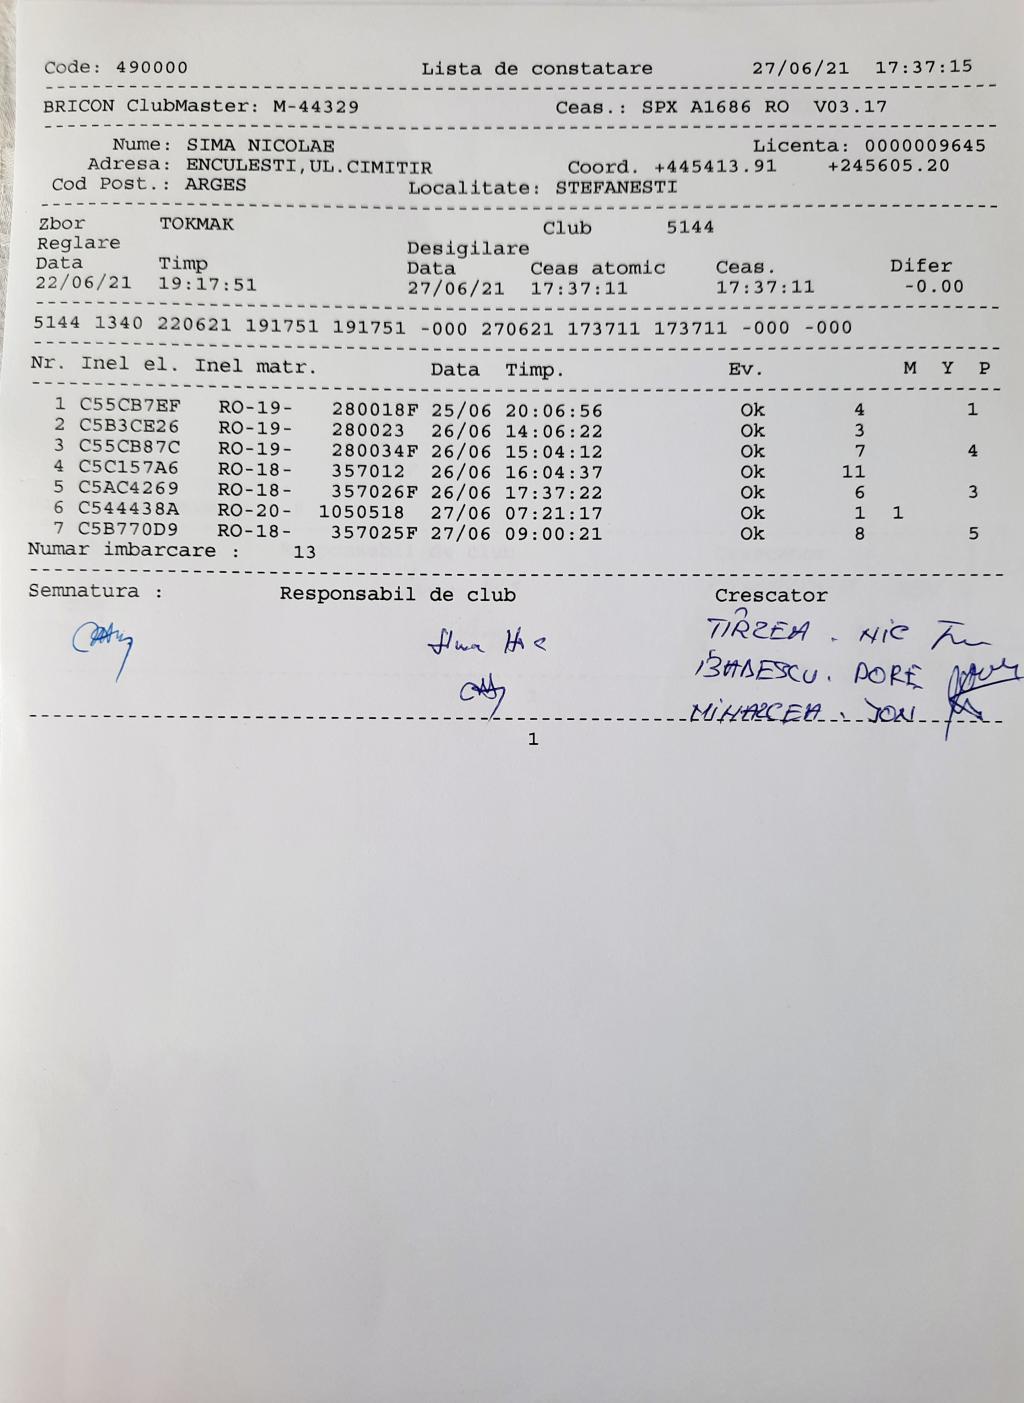 Code: 490000 Lista de constatare 27/06/21 17:37:15
BRICON ClubMaster: M-44329 Ceas.: SPX A1686 RO V03.17
Nume: SIMA NICOLAE Licenta: 0000009645
Adresa: ENCULESTI,UL.CIMITIR Coord. +445413.91 +245605.20
Cod Post.: ARGES Localitate: STEFANESTI
Zbor TOKMAK Club 5144
Reglare Desigilare
Data Timp Data Ceas atomic Ceas. Difer
22/06/21 19:17:51 27/06/21 17:37:11 17:37:11 -0.00
5144 1340 220621 191751 191751 -000 270621 173711 173711 -000 -000
Nr. Inel el. Inel matr. Data Timp. Ev. M Y P
1 C55CB7EF RO-19- 280018F 25/06 20:06:56 Ok 4 1
2 C5B3CE26 RO-19- 280023 26/06 14:06:22 Ok 3
3 C55CB87C RO-19- 280034F 26/06 15:04:12 Ok 7 4
4 C5C157A6 RO-18- 357012 26/06 16:04:37 Ok 11
5 C5AC4269 RO-18- 357026F 26/06 17:37:22 Ok 6 3
6 C544438A RO-20- 1050518 27/06 07:21:17 Ok 1 1
7 C5B770D9 RO-18- 357025F 27/06 09:00:21 Ok 8 5
Numar imbarcare : 13
Semnatura : Responsabil de club Crescator
TÎRZEA . NIC
BĂDESCU . DORE
MIHALCEA . ION
1